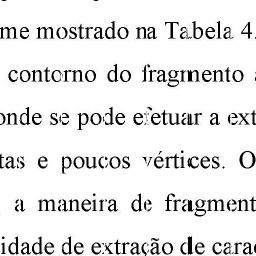 me mostrado na Tabela 4.
contorno do fragmento
onde se pode efetuar a ext
tas e poucos vértices. O
a maneira de fragment
idade de extração de cara